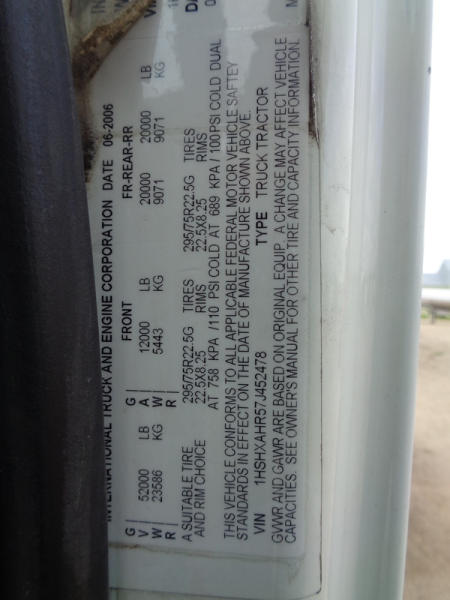 INTERNATIONAL TRUCK AND ENGINE CORPORATION DATE 06-2006
FRONT FR-REAR-RR
G 52000 LB G 12000 LB 20000 20000 LB
V 23586 KG A 5443 KG 9071 9071 KG
W W
R R
A SUITABLE TIRE 295/75R22.5G TIRES 295/75R22.5G TIRES
AND RIM CHOICE 22.5X8.25 RIMS 22.5X8.25 RIMS
AT 758 KPA /110 PSI COLD AT 689 KPA / 100PSI COLD DUAL
THIS VEHICLE CONFORMS TO ALL APPLICABLE FEDERAL MOTOR VEHICLE SAFTEY
STANDARDS IN EFFECT ON THE DATE OF MANUFACTURE SHOWN ABOVE.
VIN 1HSHXAHR57J452478 TYPE TRUCK TRACTOR
GVWR AND GAWR ARE BASED ON ORIGINAL EQUIP. A CHANGE MAY AFFECT VEHICLE
CAPACITIES. SEE OWNER'S MANUAL FOR OTHER TIRE AND CAPACITY INFORMATION.